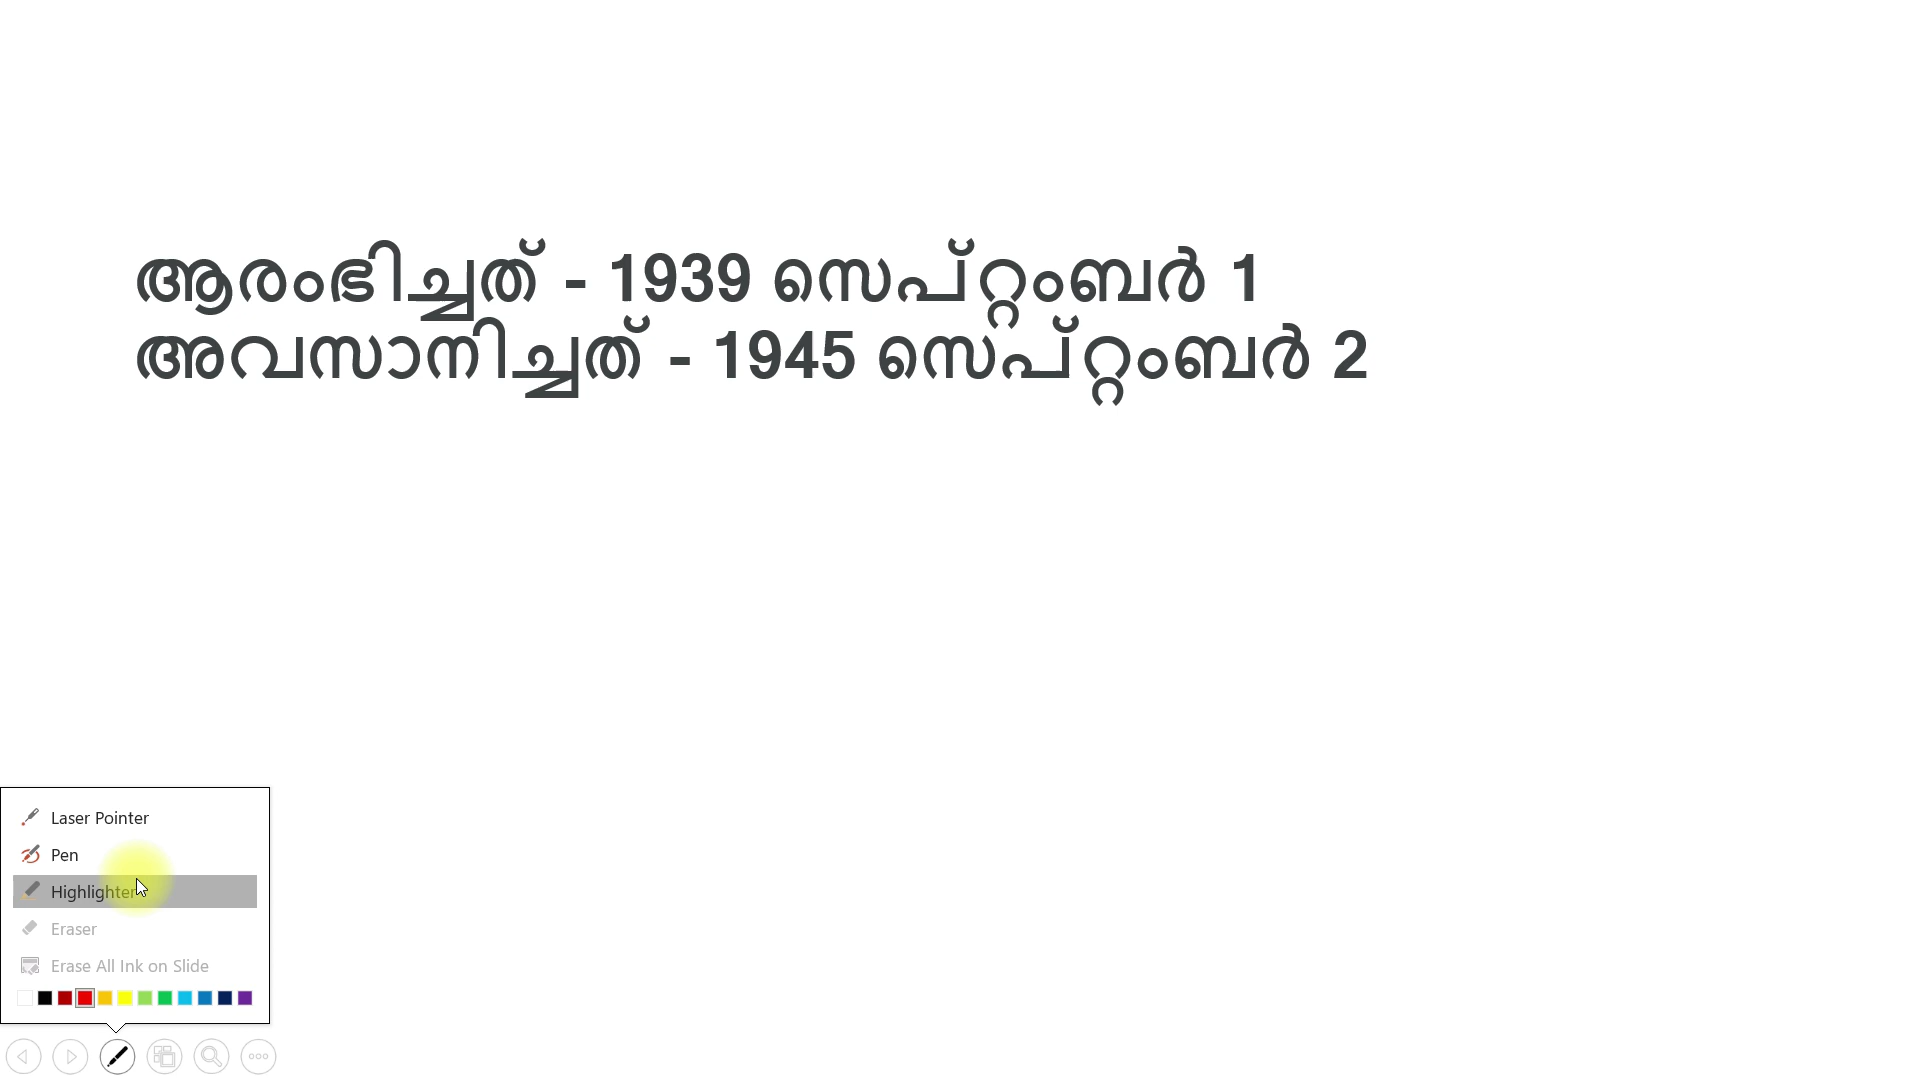 ആരംഭിച്ചത് - 1939 സെപ്റ്റംബർ 1
അവസാനിച്ചത് - 1945 സെപ്റ്റംബർ 2
Laser Pointer
Pen
Highlighter
Eraser
Erase All Ink on Slide